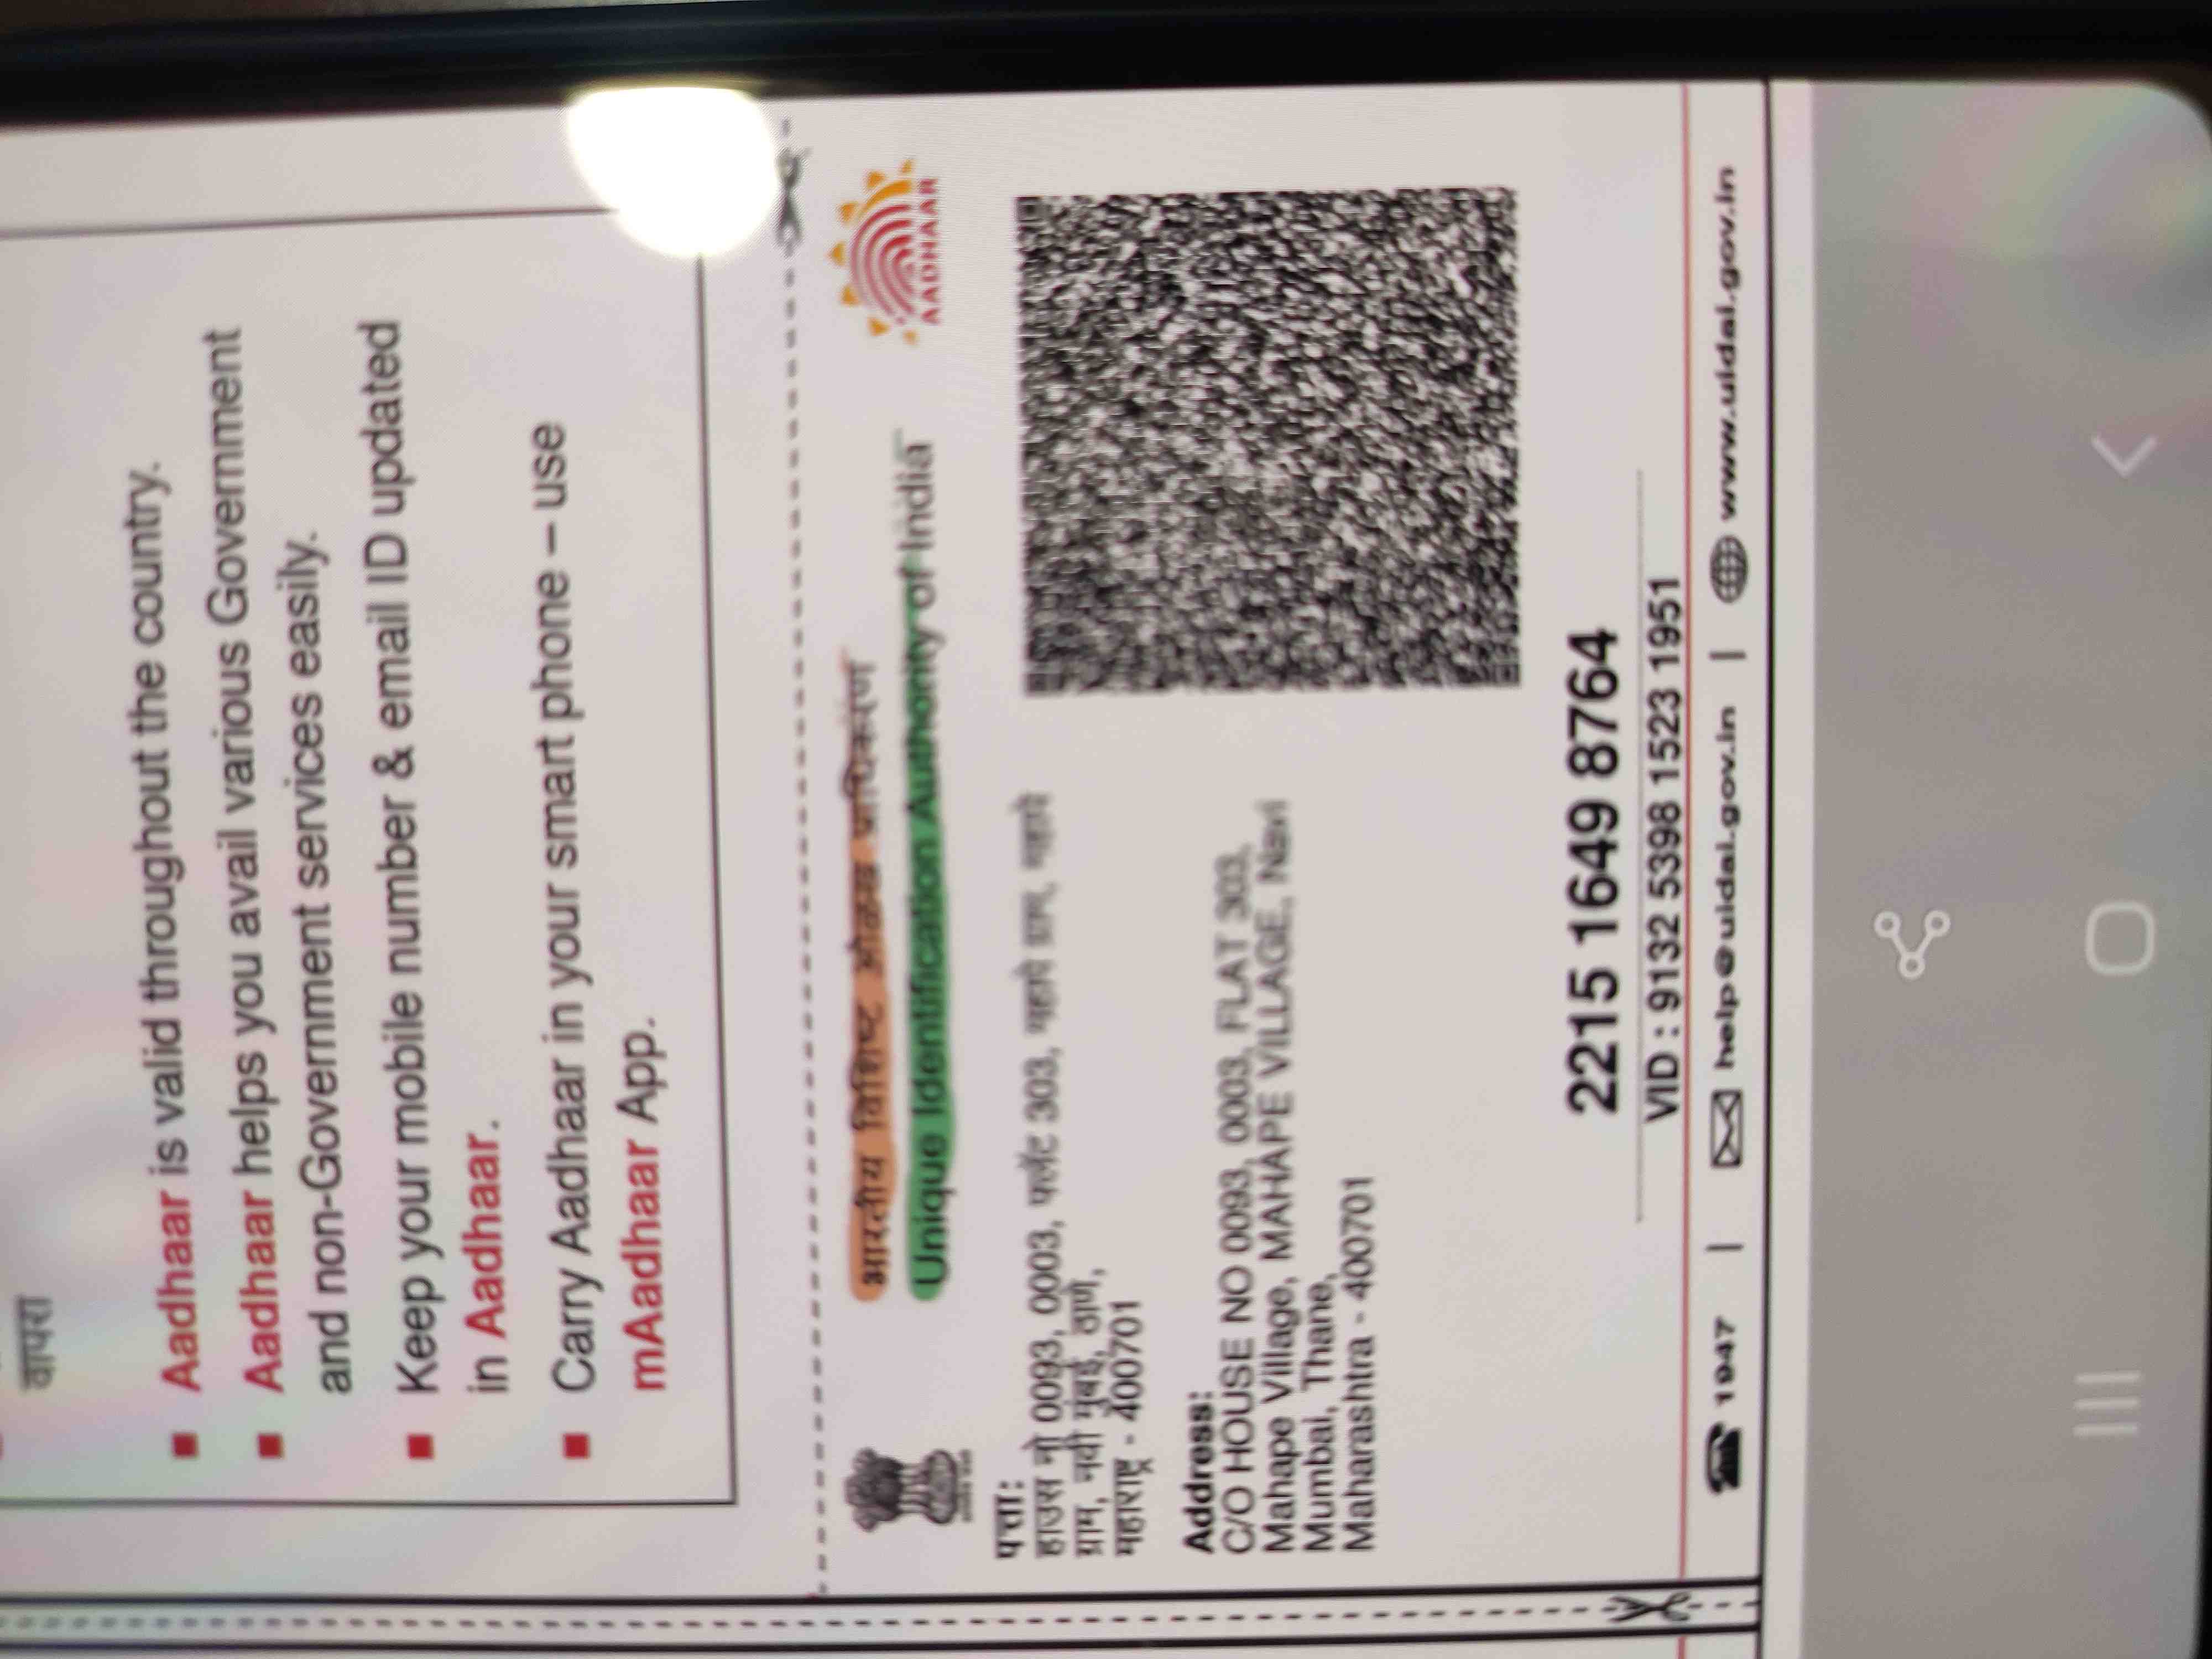 वापरा
Aadhaar is valid throughout the country.
Aadhaar helps you avail various Government
and non-Government services easily.
Keep your mobile number & email ID updated
in Aadhaar.
Carry Aadhaar in your smart phone – use
mAadhaar App.
भारतीय विशिष्ट ओळख प्राधिकरण
Unique Identification Authority of India
AADHAAR
पत्ता:
हाउस नो 0093, 0003, फ्लॅट 303, महापे ग्राम, महापे
ग्राम, नवी मुंबई, ठाणे,
महाराष्ट्र - 400701
Address:
C/O HOUSE NO 0093, 0003, FLAT 303,
Mahape Village, MAHAPE VILLAGE, Navi
Mumbai, Thane,
Maharashtra - 400701
2215 1649 8764
VID : 9132 5398 1523 1951
1947 | help@uidai.gov.in | www.uidai.gov.in